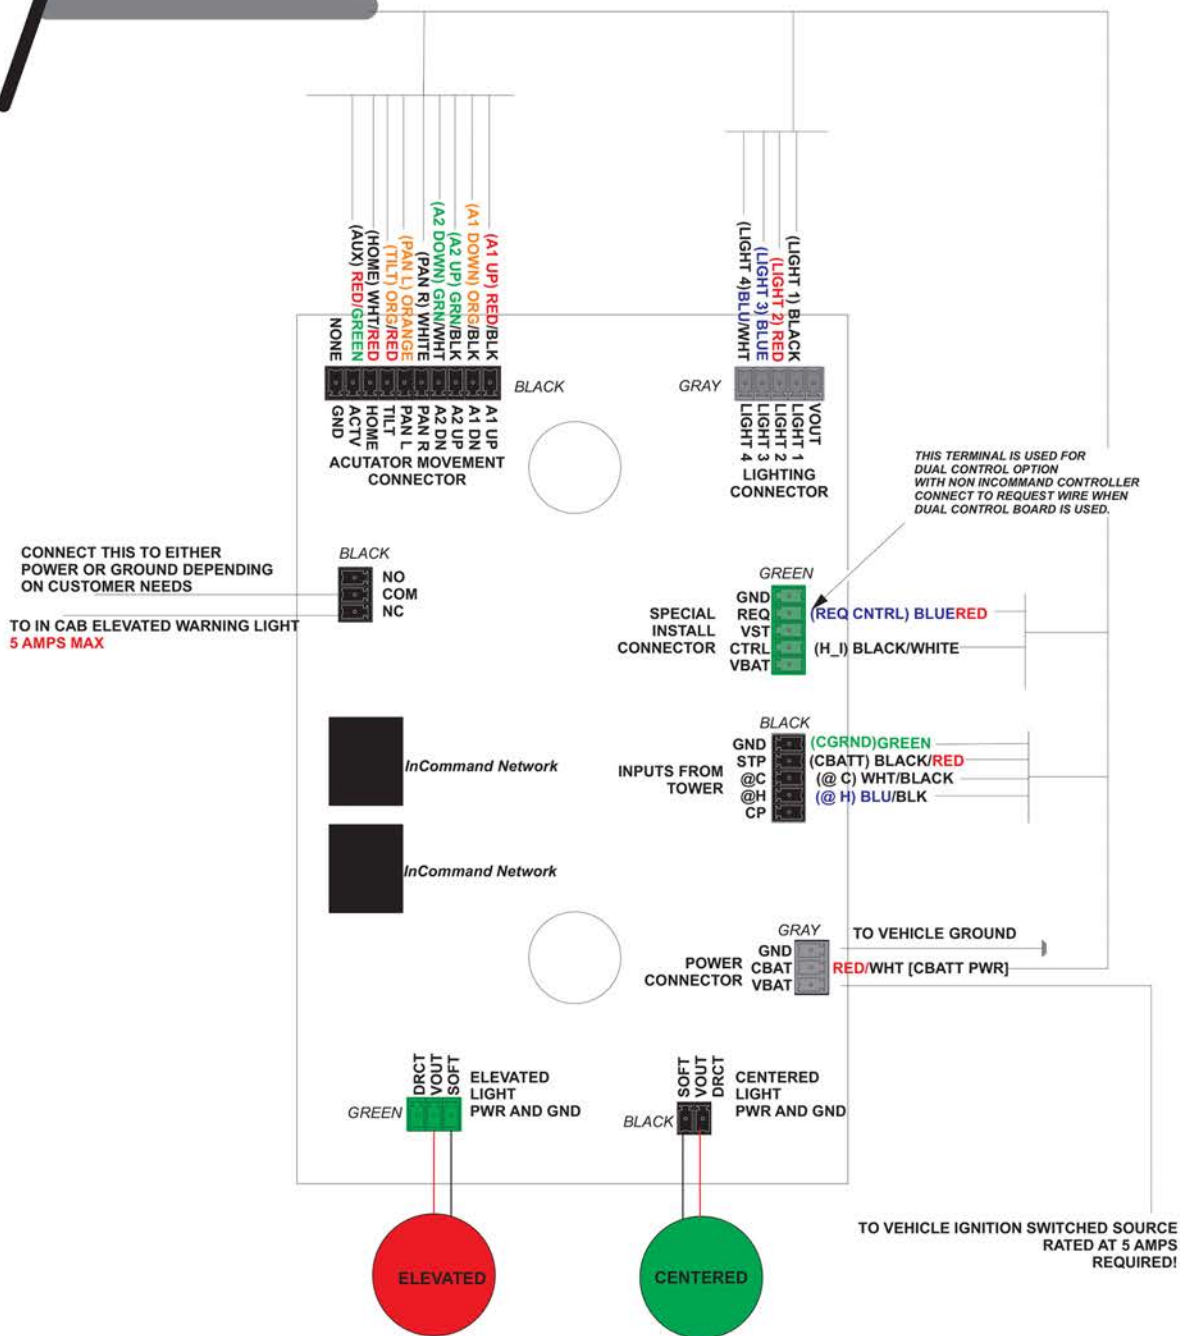 (AUX) RED/GREEN
(HOME) WHT/RED
(TILT) ORG/RED
(PAN L) ORANGE
(PAN R) WHITE
(A2 DOWN) GRN/WHT
(A2 UP) GRN/BLK
(A1 DOWN) ORG/BLK
(A1 UP) RED/BLK
NONE
BLACK
GND
ACTV
HOME
TILT
PAN L
PAN R
A2 DN
A2 UP
A1 DN
A1 UP
ACUTATOR MOVEMENT
CONNECTOR
(LIGHT 4)BLU/WHT
(LIGHT 3) BLUE
(LIGHT 2) RED
(LIGHT 1) BLACK
GRAY
LIGHT 4
LIGHT 3
LIGHT 2
LIGHT 1
VOUT
LIGHTING
CONNECTOR
THIS TERMINAL IS USED FOR
DUAL CONTROL OPTION
WITH NON INCOMMAND CONTROLLER
CONNECT TO REQUEST WIRE WHEN
DUAL CONTROL BOARD IS USED.
CONNECT THIS TO EITHER
POWER OR GROUND DEPENDING
ON CUSTOMER NEEDS
TO IN CAB ELEVATED WARNING LIGHT
5 AMPS MAX
BLACK
NO
COM
NC
GREEN
SPECIAL
INSTALL
CONNECTOR
GND
REQ
VST
CTRL
VBAT
(REQ CNTRL) BLUERED
(H_I) BLACK/WHITE
BLACK
INPUTS FROM
TOWER
GND
STP
@C
@H
CP
(CGRND)GREEN
(CBATT) BLACK/RED
(@ C) WHT/BLACK
(@ H) BLU/BLK
InCommand Network
InCommand Network
GRAY
POWER
CONNECTOR
GND
CBAT
VBAT
TO VEHICLE GROUND
RED/WHT [CBATT PWR]
DRCT
VOUT
SOFT
GREEN
ELEVATED
LIGHT
PWR AND GND
SOFT
VOUT
DRCT
BLACK
CENTERED
LIGHT
PWR AND GND
ELEVATED
CENTERED
TO VEHICLE IGNITION SWITCHED SOURCE
RATED AT 5 AMPS
REQUIRED!